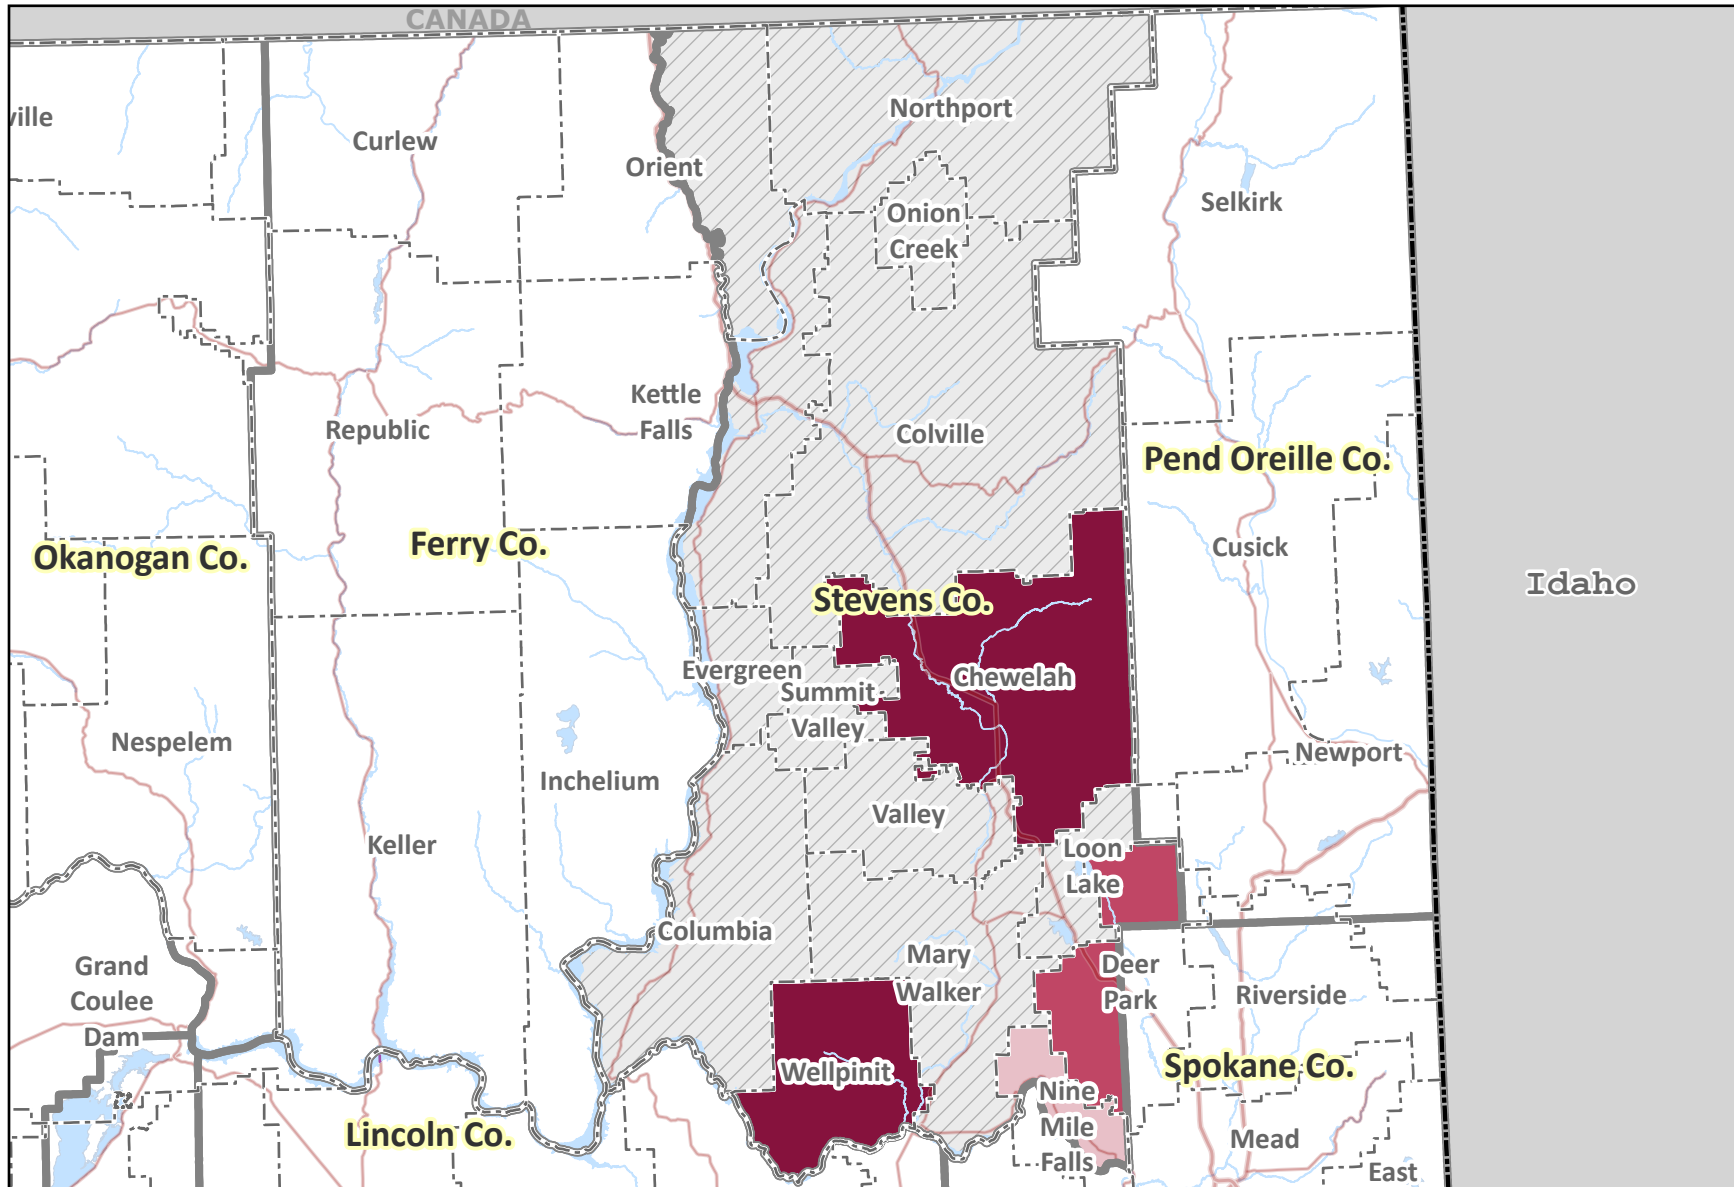 CANADA
ville
Curlew
Orient
Northport
Onion
Creek
Selkirk
Kettle
Falls
Republic
Colville
Pend Oreille Co.
Okanogan Co.
Ferry Co.
Cusick
Stevens Co.
Idaho
Evergreen
Summit
Valley
Chewelah
Nespelem
Newport
Inchelium
Valley
Keller
Loon
Lake
Columbia
Mary
Walker
Deer
Park
Grand
Coulee
Dam
Riverside
Wellpinit
Spokane Co.
Nine
Mile
Falls
Lincoln Co.
Mead
East